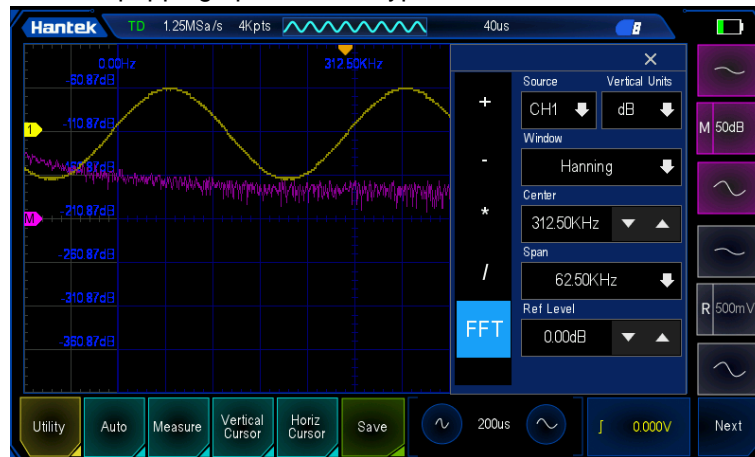 Hantek TD 1.25MSa/s 4Kpts 40us
0.00Hz 312.50KHz
-60.87dB
1 -110.87dB
-210.87dB
M
-260.87dB
-310.87dB
-360.87dB
+
-
*
/
FFT
×
Source Vertical Units
CH1 dB
Window
Hanning
Center
312.50KHz
Span
62.50KHz
Ref Level
0.00dB
M 50dB
R 500mV
Utility Auto Measure Vertical Cursor Horiz Cursor Save 200us 0.000V Next